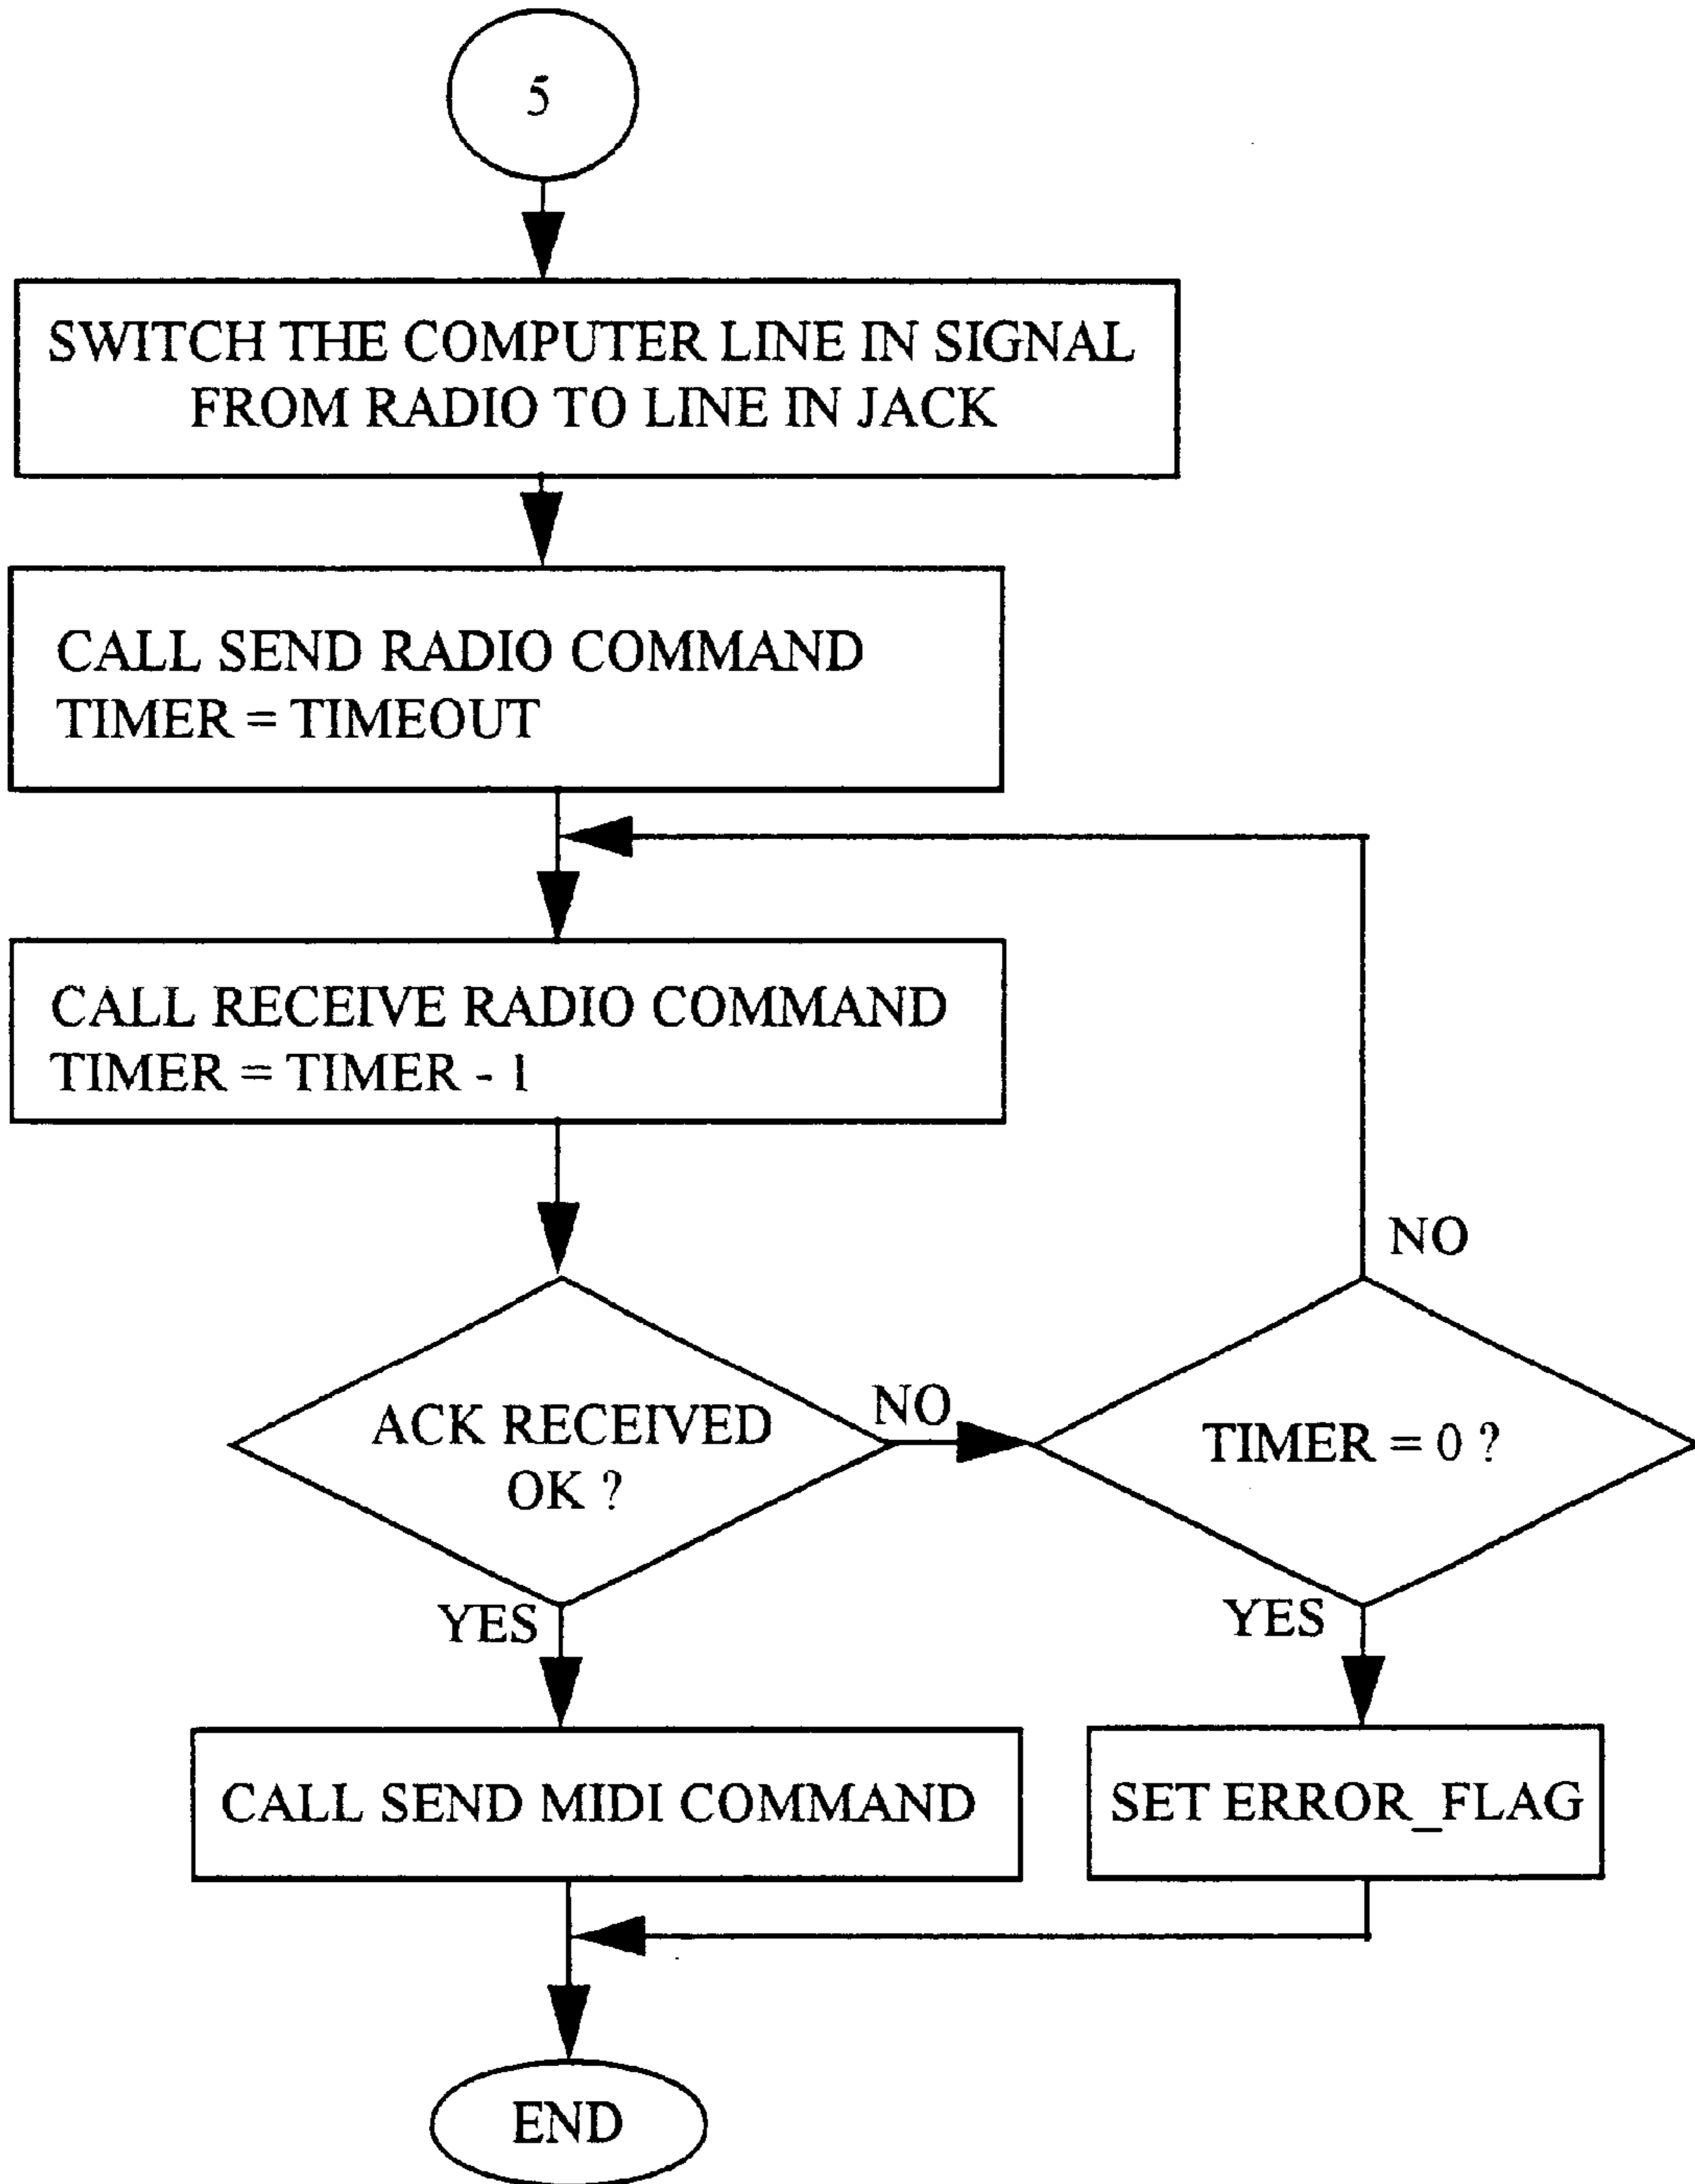 5
SWITCH THE COMPUTER LINE IN SIGNAL
FROM RADIO TO LINE IN JACK
CALL SEND RADIO COMMAND
TIMER = TIMEOUT
CALL RECEIVE RADIO COMMAND
TIMER = TIMER - 1
NO
ACK RECEIVED
OK ?
NO
TIMER = 0 ?
YES
YES
CALL SEND MIDI COMMAND
SET ERROR_FLAG
END